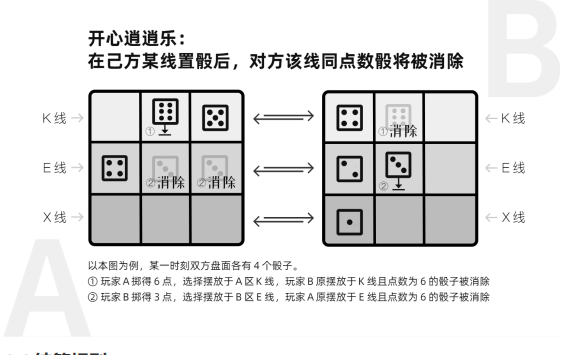 B
开心逍逍乐：
在己方某线置骰后，对方该线同点数骰将被消除
K 线 → ① ①消除 ← K 线
E 线 → ②消除 ②消除 ② ← E 线
X 线 → ← X 线
A
以本图为例，某一时刻双方盘面各有 4 个骰子。
① 玩家 A 掷得 6 点，选择摆放于 A 区 K 线，玩家 B 原摆放于 K 线且点数为 6 的骰子被消除
② 玩家 B 掷得 3 点，选择摆放于 B 区 E 线，玩家 A 原摆放于 E 线且点数为 6 的骰子被消除